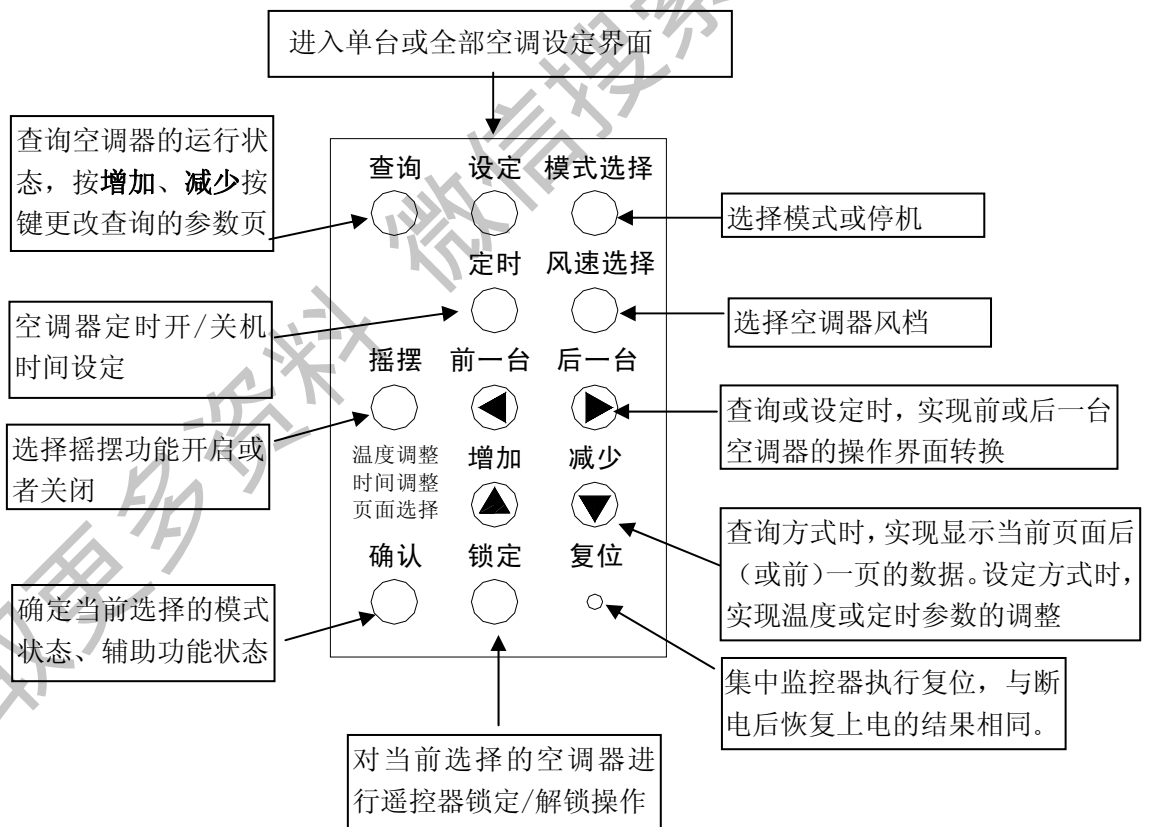 进入单台或全部空调设定界面
查询空调器的运行状
态，按增加、减少按
键更改查询的参数页
查询 设定 模式选择
选择模式或停机
定时 风速选择
空调器定时开/关机
时间设定
选择空调器风档
摇摆 前一台 后一台
查询或设定时，实现前或后一台
空调器的操作界面转换
选择摇摆功能开启或
者关闭
温度调整
时间调整
页面选择
增加 减少
查询方式时，实现显示当前页面后
（或前）一页的数据。设定方式时，
实现温度或定时参数的调整
确认 锁定 复位
确定当前选择的模式
状态、辅助功能状态
集中监控器执行复位，与断
电后恢复上电的结果相同。
对当前选择的空调器进
行遥控器锁定/解锁操作
取更多资料 微信搜索